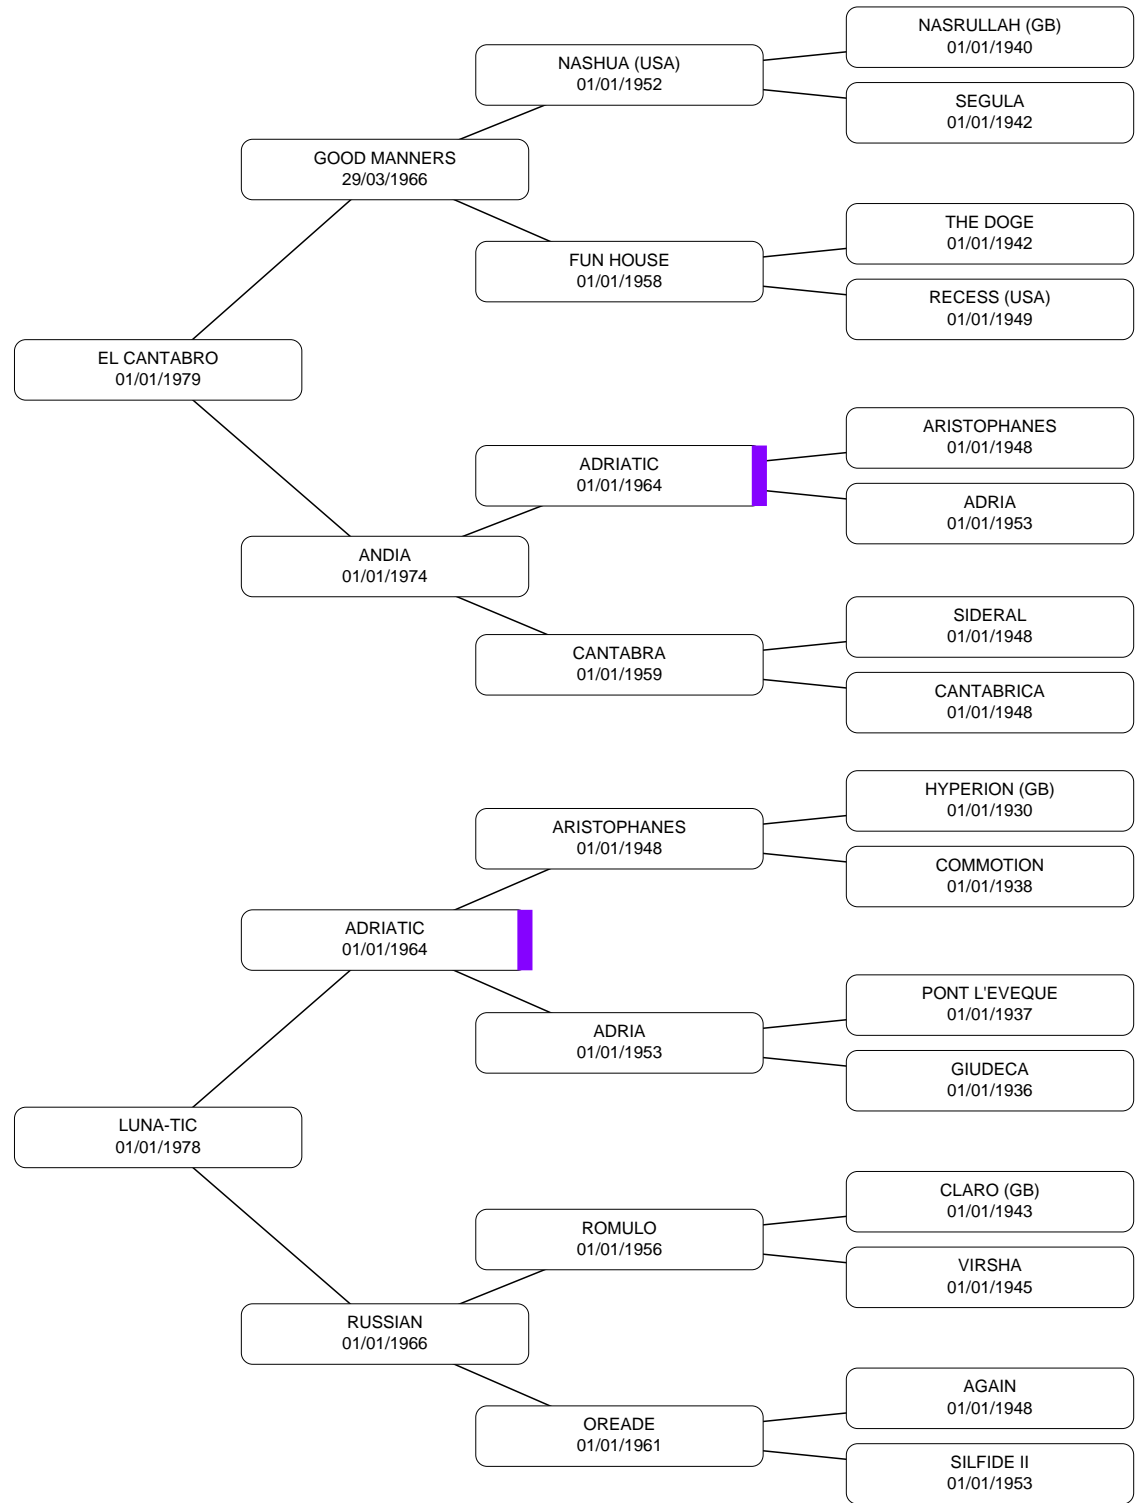 NASRULLAH (GB)
01/01/1940
NASHUA (USA)
01/01/1952
SEGULA
01/01/1942
GOOD MANNERS
29/03/1966
THE DOGE
01/01/1942
FUN HOUSE
01/01/1958
RECESS (USA)
01/01/1949
EL CANTABRO
01/01/1979
ARISTOPHANES
01/01/1948
ADRIATIC
01/01/1964
ADRIA
01/01/1953
ANDIA
01/01/1974
SIDERAL
01/01/1948
CANTABRA
01/01/1959
CANTABRICA
01/01/1948
HYPERION (GB)
01/01/1930
ARISTOPHANES
01/01/1948
COMMOTION
01/01/1938
ADRIATIC
01/01/1964
PONT L'EVEQUE
01/01/1937
ADRIA
01/01/1953
GIUDECA
01/01/1936
LUNA-TIC
01/01/1978
CLARO (GB)
01/01/1943
ROMULO
01/01/1956
VIRSHA
01/01/1945
RUSSIAN
01/01/1966
AGAIN
01/01/1948
OREADE
01/01/1961
SILFIDE II
01/01/1953